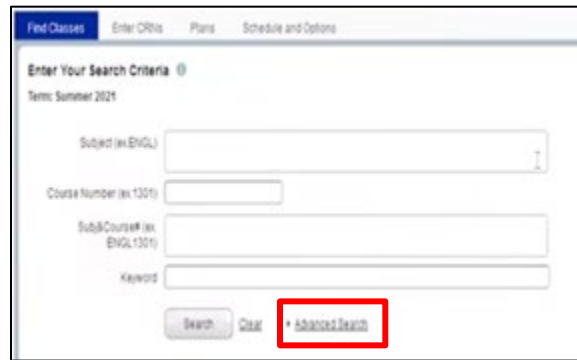 Find Classes Enter CRNs Plans Schedule and Options
Enter Your Search Criteria
Term: Summer 2021
Subject (ex.ENGL)
Course Number (ex.1301)
Subj&Course# (ex.
ENGL1301)
Keyword
Search Clear Advanced Search